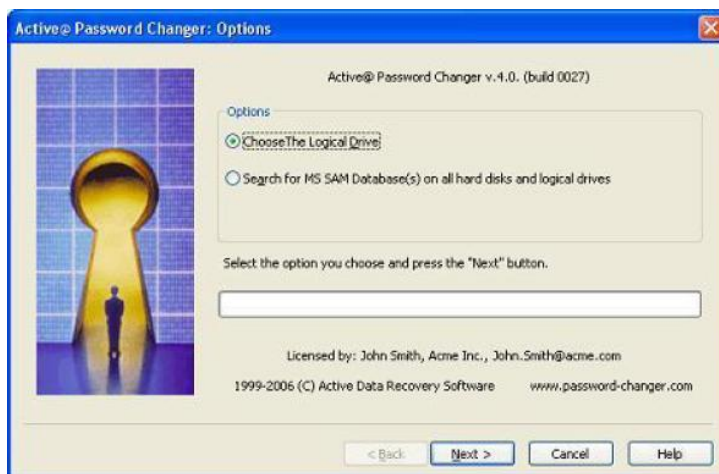 Active@ Password Changer: Options
Active@ Password Changer v.4.0. (build 0027)
Options
ChooseThe Logical Drive
Search for MS SAM Database(s) on all hard disks and logical drives
Select the option you choose and press the "Next" button.
Licensed by: John Smith, Acme Inc., John.Smith@acme.com
1999-2006 (C) Active Data Recovery Software www.password-changer.com
< Back Next > Cancel Help